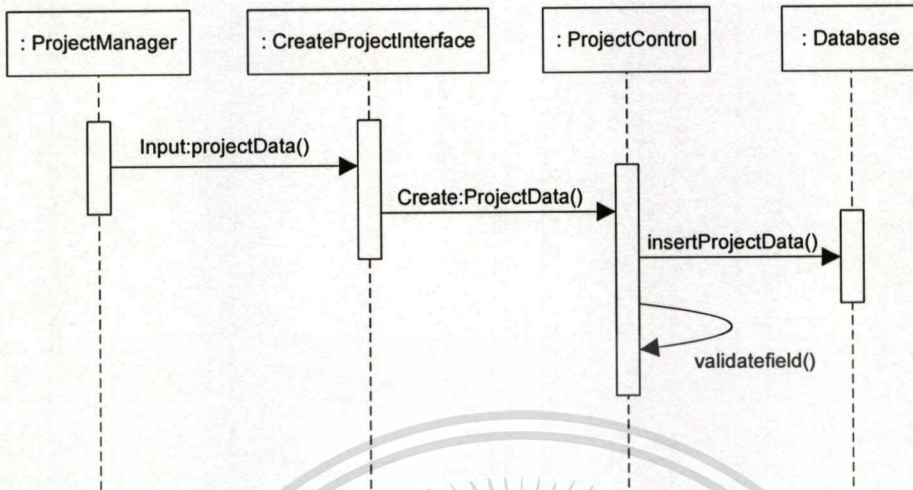 : ProjectManager
: CreateProjectInterface
: ProjectControl
: Database
Input:projectData()
Create:ProjectData()
insertProjectData()
validatefield()